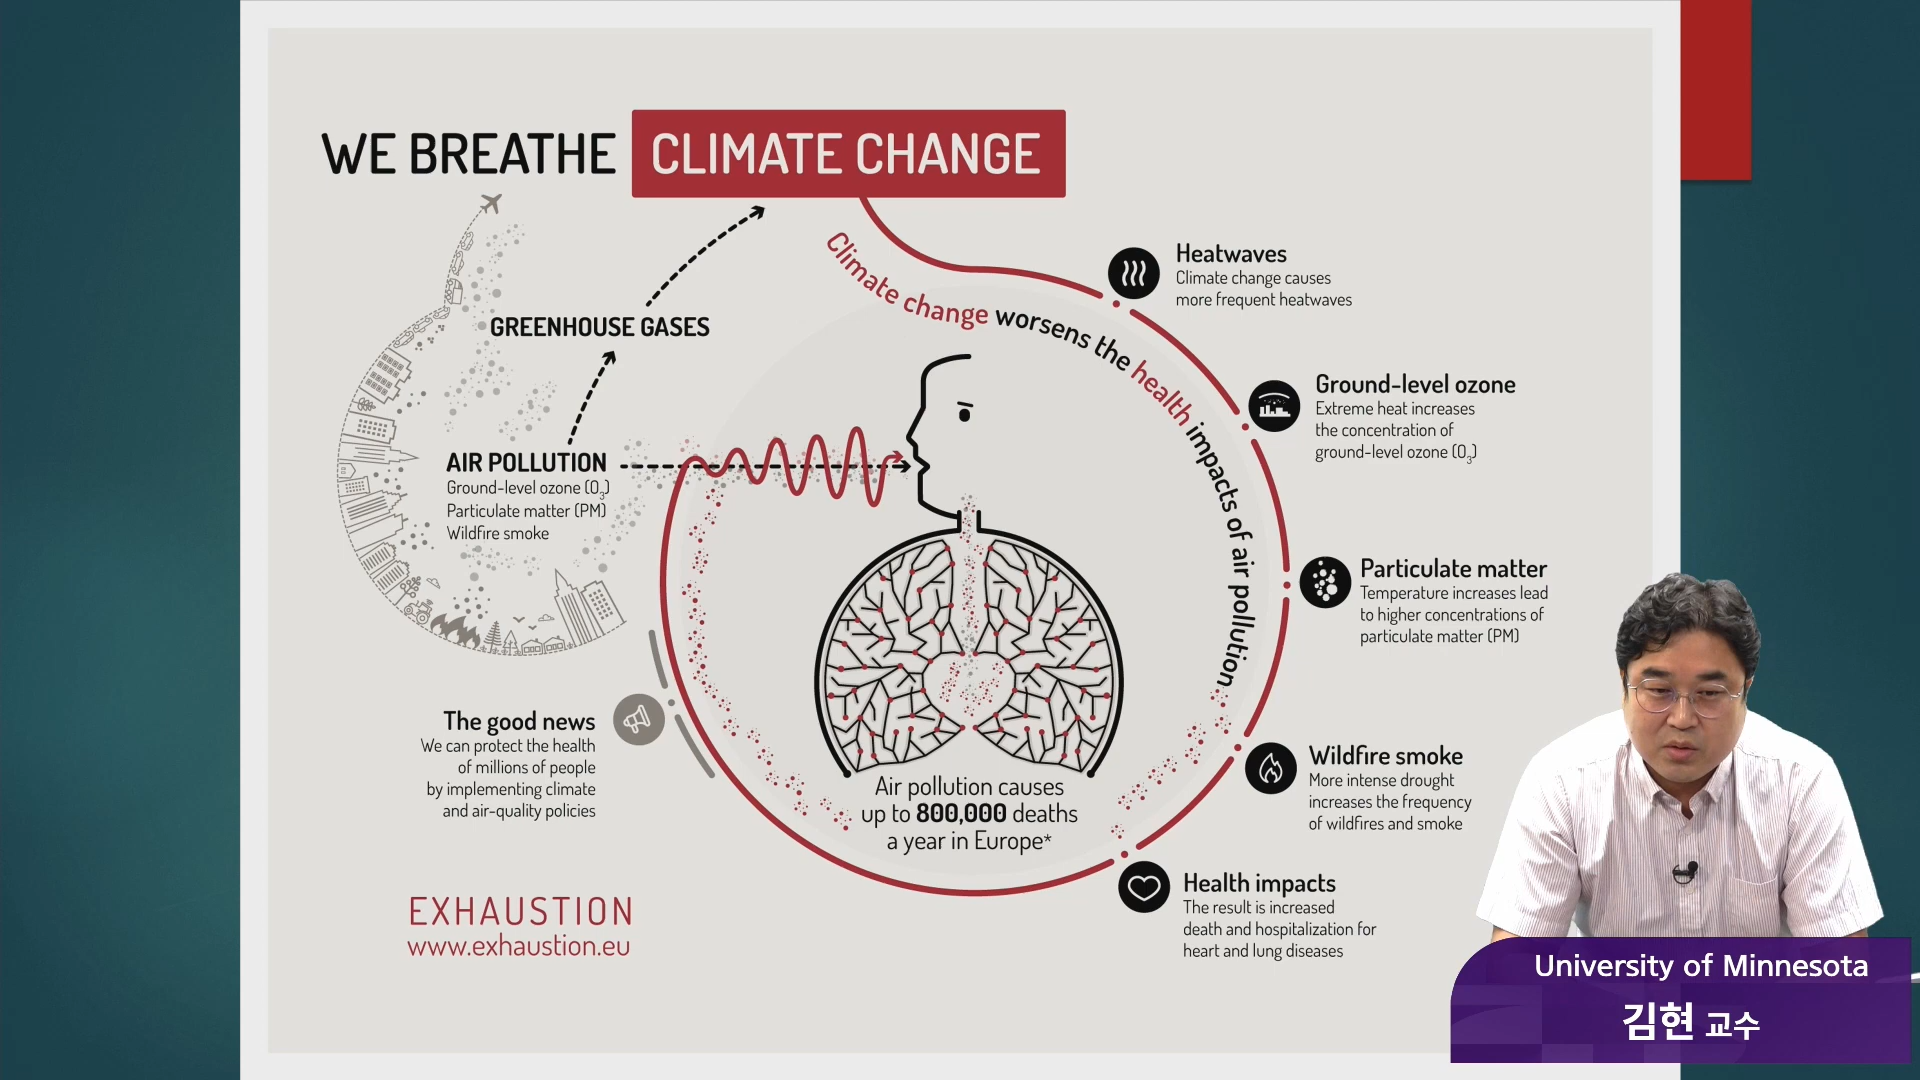 WE BREATHE CLIMATE CHANGE
Climate change worsens the health impacts of air pollution
GREENHOUSE GASES
AIR POLLUTION
Ground-level ozone (O3)
Particulate matter (PM)
Wildfire smoke
Heatwaves
Climate change causes
more frequent heatwaves
Ground-level ozone
Extreme heat increases
the concentration of
ground-level ozone (O3)
Particulate matter
Temperature increases lead
to higher concentrations of
particulate matter (PM)
Wildfire smoke
More intense drought
increases the frequency
of wildfires and smoke
Health impacts
The result is increased
death and hospitalization for
heart and lung diseases
Air pollution causes
up to 800,000 deaths
a year in Europe*
The good news
We can protect the health
of millions of people
by implementing climate
and air-quality policies
EXHAUSTION
www.exhaustion.eu
University of Minnesota
김현 교수